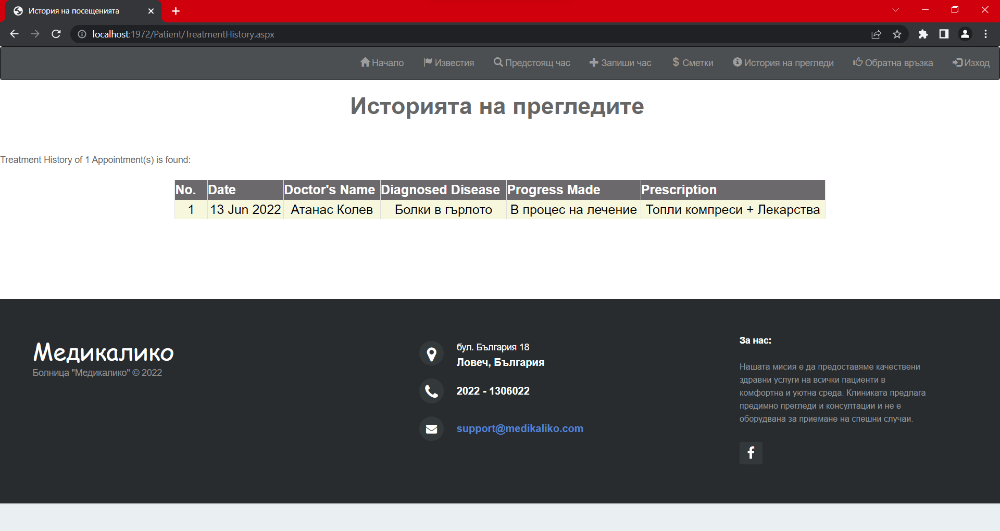 История на посещенията
localhost:1972/Patient/TreatmentHistory.aspx
Начало Известия Предстоящ час Запиши час Сметки История на прегледи Обратна връзка Изход
Историята на прегледите
Treatment History of 1 Appointment(s) is found:
No. Date Doctor's Name Diagnosed Disease Progress Made Prescription
1 13 Jun 2022 Атанас Колев Болки в гърлото В процес на лечение Топли компреси + Лекарства
Медикалико
Болница "Медикалико" © 2022
бул. България 18
Ловеч, България
2022 - 1306022
support@medikaliko.com
За нас:
Нашата мисия е да предоставяме качествени
здравни услуги на всички пациенти в
комфортна и уютна среда. Клиниката предлага
предимно прегледи и консултации и не е
оборудвана за приемане на спешни случаи.